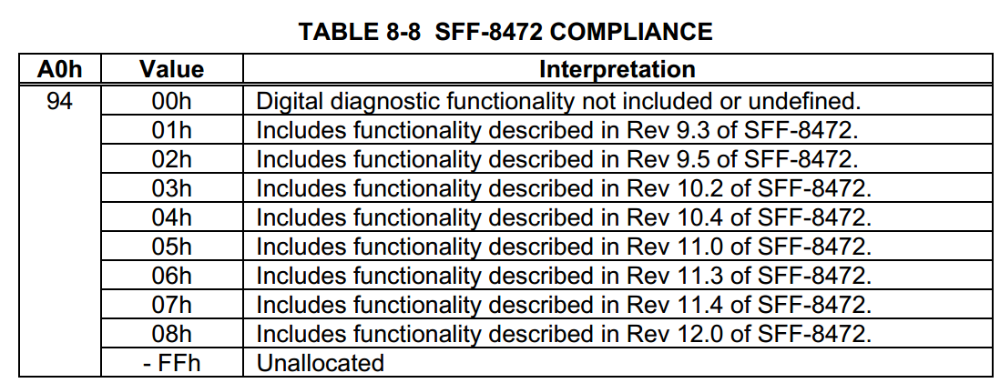 TABLE 8-8 SFF-8472 COMPLIANCE
A0h Value Interpretation
94 00h Digital diagnostic functionality not included or undefined.
01h Includes functionality described in Rev 9.3 of SFF-8472.
02h Includes functionality described in Rev 9.5 of SFF-8472.
03h Includes functionality described in Rev 10.2 of SFF-8472.
04h Includes functionality described in Rev 10.4 of SFF-8472.
05h Includes functionality described in Rev 11.0 of SFF-8472.
06h Includes functionality described in Rev 11.3 of SFF-8472.
07h Includes functionality described in Rev 11.4 of SFF-8472.
08h Includes functionality described in Rev 12.0 of SFF-8472.
- FFh Unallocated